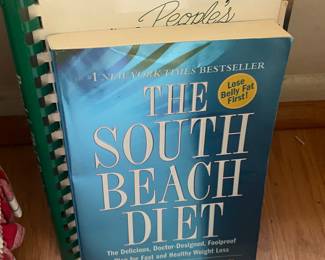 People's
#1 NEW YORK TIMES BESTSELLER
Lose
Belly Fat
First!
THE
SOUTH
BEACH
DIET
The Delicious, Doctor-Designed, Foolproof
Plan for Fast and Healthy Weight Loss